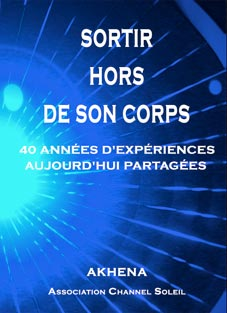 SORTIR
HORS
DE SON CORPS
40 ANNÉES D'EXPÉRIENCES
AUJOURD'HUI PARTAGÉES
AKHENA
ASSOCIATION CHANNEL SOLEIL